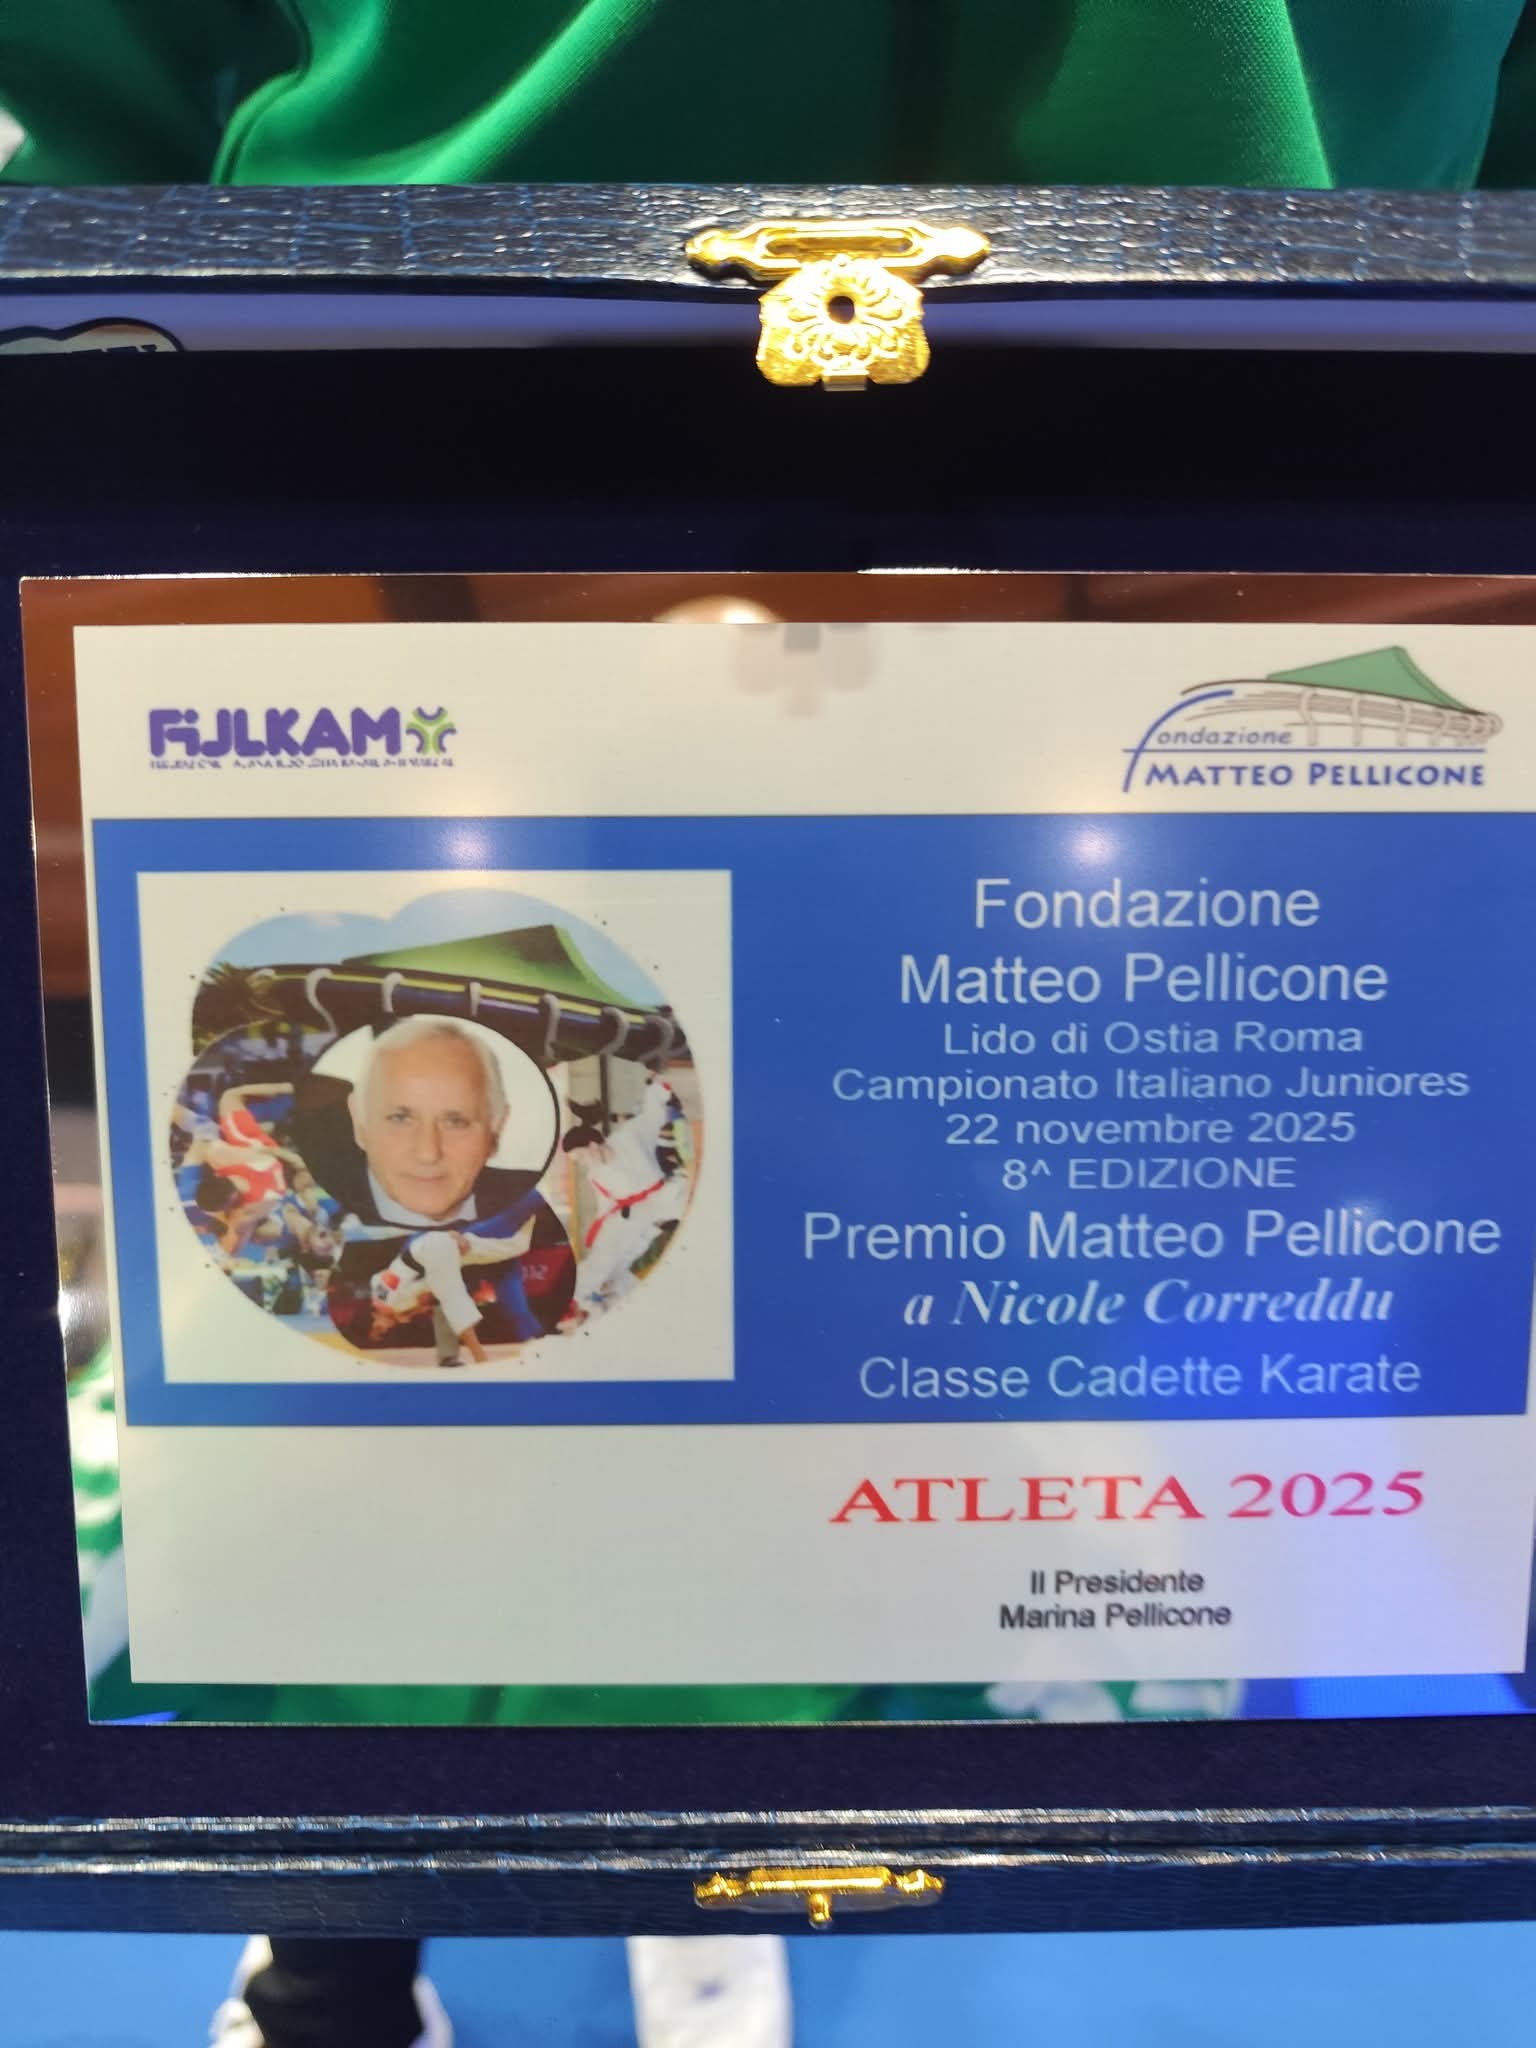 FIJLKAM
fondazione
MATTEO PELLICONE
Fondazione
Matteo Pellicone
Lido di Ostia Roma
Campionato Italiano Juniores
22 novembre 2025
8^ EDIZIONE
Premio Matteo Pellicone
a Nicole Correddu
Classe Cadette Karate
ATLETA 2025
Il Presidente
Marina Pellicone